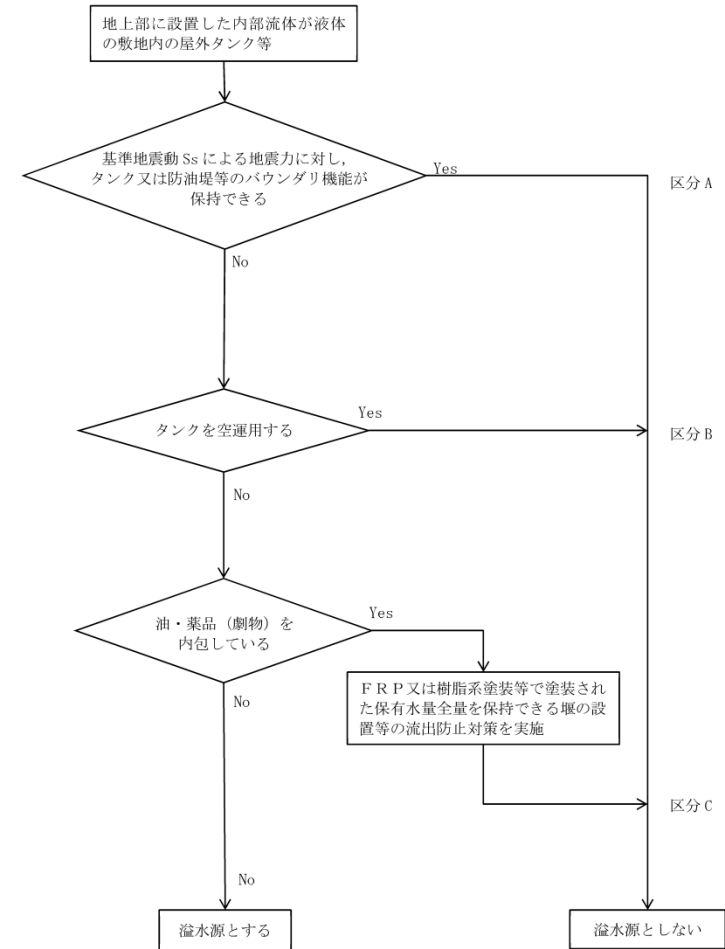 地上部に設置した内部流体が液体
の敷地内の屋外タンク等
基準地震動 Ss による地震力に対し,
タンク又は防油堤等のバウンダリ機能が
保持できる
Yes
区分 A
No
タンクを空運用する
Yes
区分 B
No
油・薬品（劇物）を
内包している
Yes
No
ＦＲＰ又は樹脂系塗装等で塗装され
た保有水量全量を保持できる堰の設
置等の流出防止対策を実施
区分 C
No
溢水源とする
溢水源としない